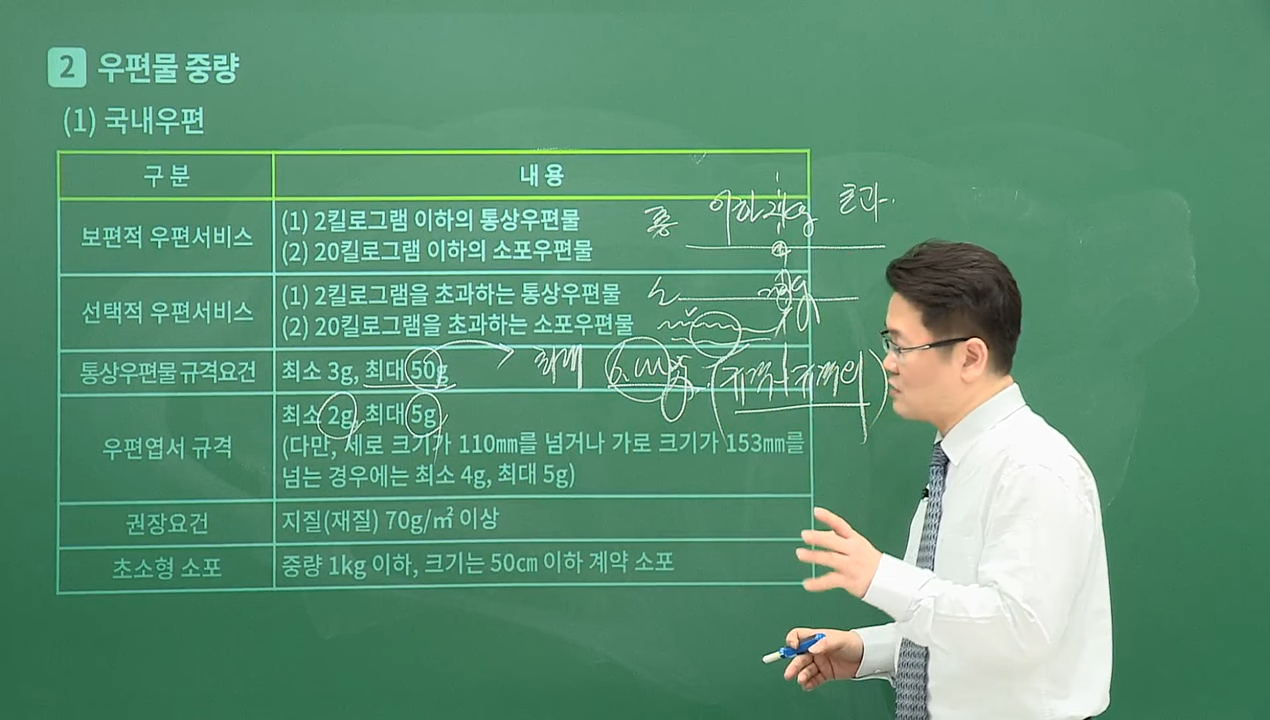 2 우편물 중량
(1) 국내우편
구 분 내 용
보편적 우편서비스
(1) 2킬로그램 이하의 통상우편물
(2) 20킬로그램 이하의 소포우편물
선택적 우편서비스
(1) 2킬로그램을 초과하는 통상우편물
(2) 20킬로그램을 초과하는 소포우편물
통상우편물 규격요건 최소 3g, 최대 50g
우편엽서 규격
최소 2g, 최대 5g
(다만, 세로 크기가 110㎜를 넘거나 가로 크기가 153㎜를
넘는 경우에는 최소 4g, 최대 5g)
권장요건 지질(재질) 70g/㎡ 이상
초소형 소포 중량 1kg 이하, 크기는 50㎝ 이하 계약 소포
통 이하 2kg 초과
소
최대
(규격, 규격외)